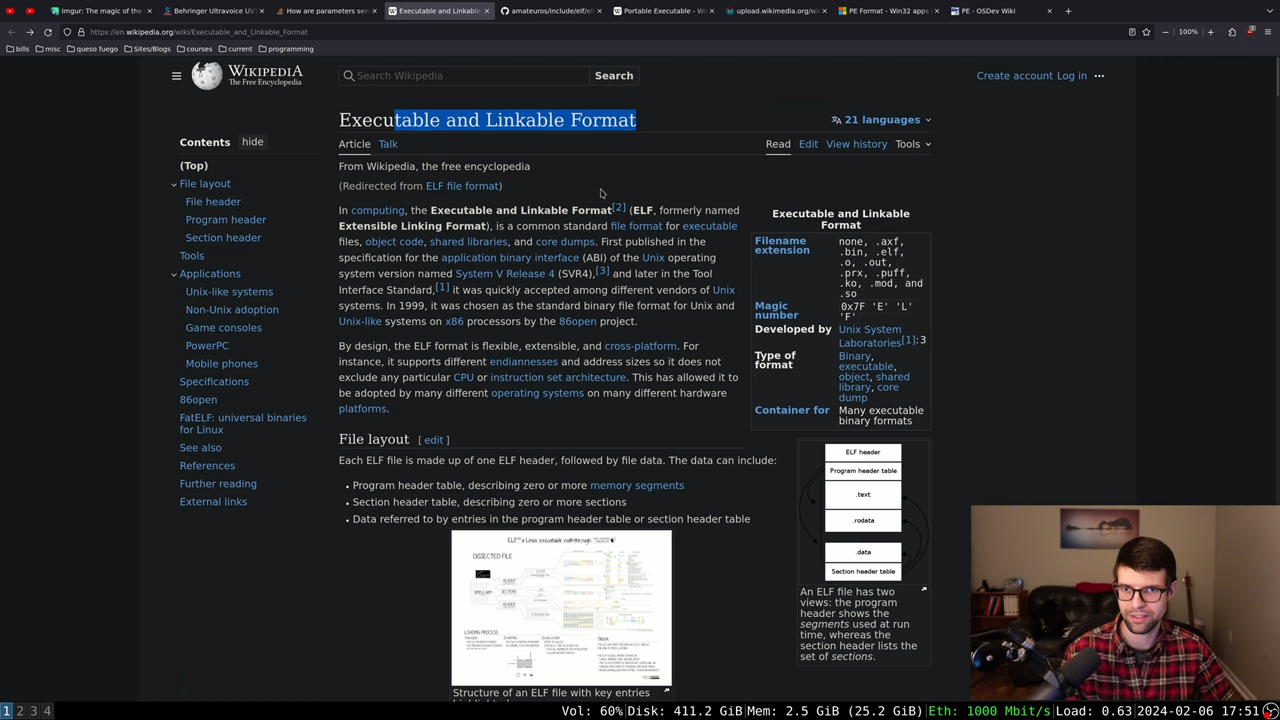 Imgur: The magic of the
Behringer Ultravoice UV1
How are parameters sen
Executable and Linkable
amateuros/include/elf/el
Portable Executable – W
upload.wikimedia.org/wi
PE Format - Win32 apps
PE - OSDev Wiki
https://en.wikipedia.org/wiki/Executable_and_Linkable_Format
100%
bills
misc
queso fuego
Sites/Blogs
courses
current
programming
WIKIPEDIA
The Free Encyclopedia
Search Wikipedia
Search
Create account Log in
Contents hide
(Top)
File layout
File header
Program header
Section header
Tools
Applications
Unix-like systems
Non-Unix adoption
Game consoles
PowerPC
Mobile phones
Specifications
86open
FatELF: universal binaries
for Linux
See also
References
Further reading
External links
Executable and Linkable Format
21 languages
Article Talk
Read Edit View history Tools
From Wikipedia, the free encyclopedia
(Redirected from ELF file format)
In computing, the Executable and Linkable Format[2] (ELF, formerly named
Extensible Linking Format), is a common standard file format for executable
files, object code, shared libraries, and core dumps. First published in the
specification for the application binary interface (ABI) of the Unix operating
system version named System V Release 4 (SVR4),[3] and later in the Tool
Interface Standard,[1] it was quickly accepted among different vendors of Unix
systems. In 1999, it was chosen as the standard binary file format for Unix and
Unix-like systems on x86 processors by the 86open project.
By design, the ELF format is flexible, extensible, and cross-platform. For
instance, it supports different endiannesses and address sizes so it does not
exclude any particular CPU or instruction set architecture. This has allowed it to
be adopted by many different operating systems on many different hardware
platforms.
File layout [ edit ]
Each ELF file is made up of one ELF header, followed by file data. The data can include:
• Program header table, describing zero or more memory segments
• Section header table, describing zero or more sections
• Data referred to by entries in the program header table or section header table
DISSECTED FILE
LOADING PROCESS
TRIVIA
Structure of an ELF file with key entries
Executable and Linkable
Format
Filename
extension
none, .axf,
.bin, .elf,
.o, .out,
.prx, .puff,
.ko, .mod, and
.so
Magic
number
0x7F 'E' 'L'
'F'
Developed by
Unix System
Laboratories[1]:3
Type of
format
Binary,
executable,
object, shared
library, core
dump
Container for
Many executable
binary formats
ELF header
Program header table
.text
.rodata
.data
Section header table
An ELF file has two
views: the program
header shows the
segments used at run
time, whereas the
section header lists the
set of sections.
1 2 3 4
Vol: 60% Disk: 411.2 GiB Mem: 2.5 GiB (25.2 GiB) Eth: 1000 Mbit/s Load: 0.63 2024-02-06 17:51